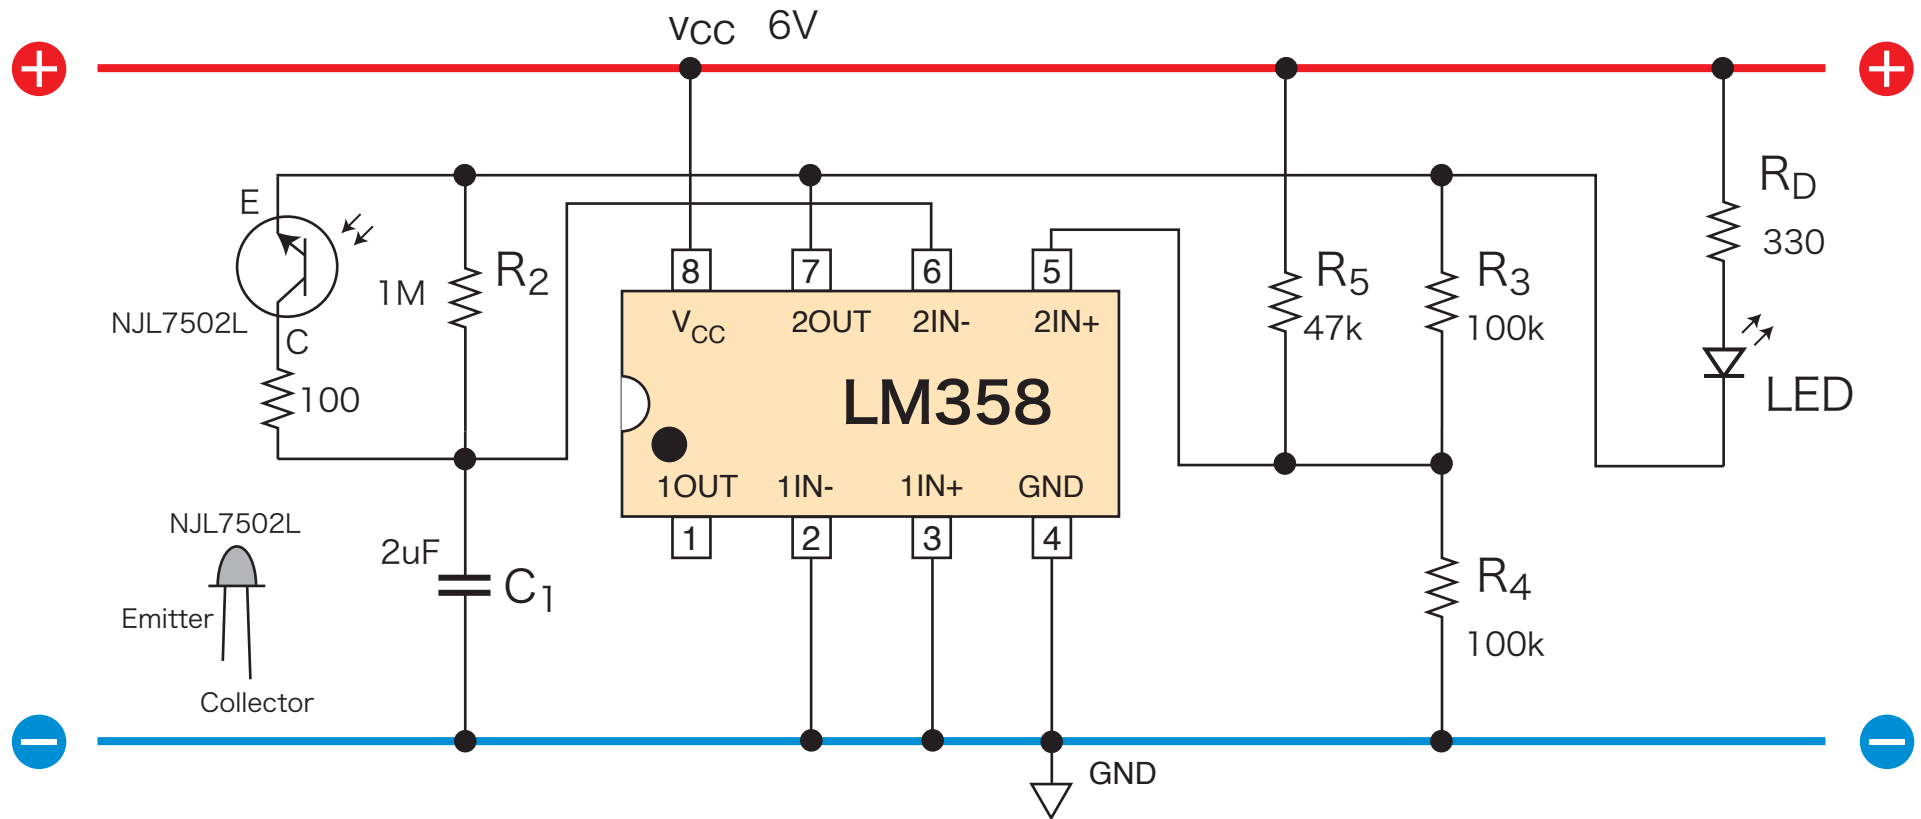 VCC 6V
E
NJL7502L
C
100
1M
R2
2uF
C1
NJL7502L
Emitter
Collector
8
7
6
5
VCC
2OUT
2IN-
2IN+
LM358
1OUT
1IN-
1IN+
GND
1
2
3
4
GND
R5
47k
R3
100k
R4
100k
RD
330
LED